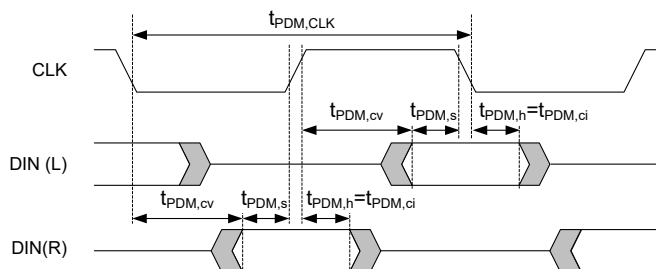 tPDM,CLK
CLK
tPDM,cv tPDM,s tPDM,h=tPDM,ci
DIN (L)
tPDM,cv tPDM,s tPDM,h=tPDM,ci
DIN(R)